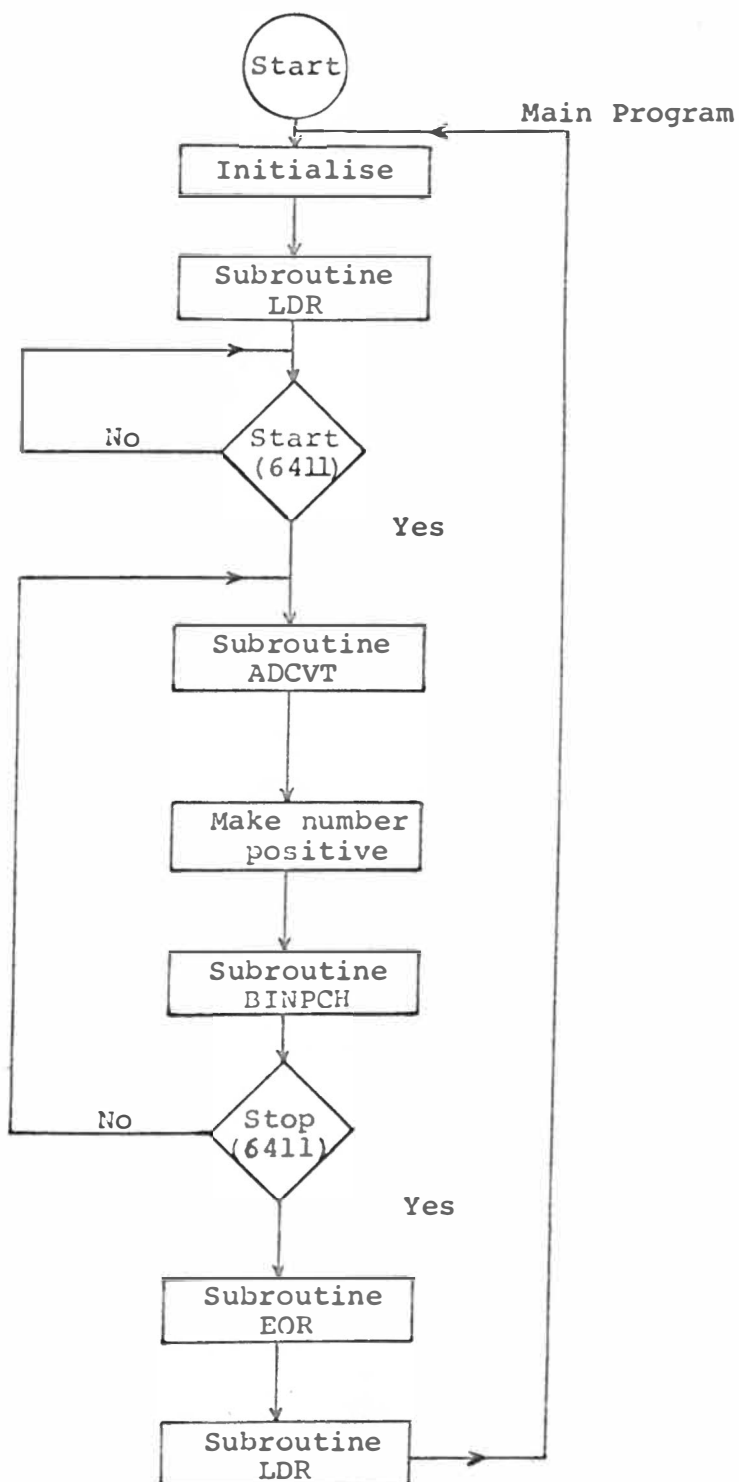 Start
Main Program
Initialise
Subroutine
LDR
No
Start
(6411)
Yes
Subroutine
ADCVT
Make number
positive
Subroutine
BINPCH
No
Stop
(6411)
Yes
Subroutine
EOR
Subroutine
LDR